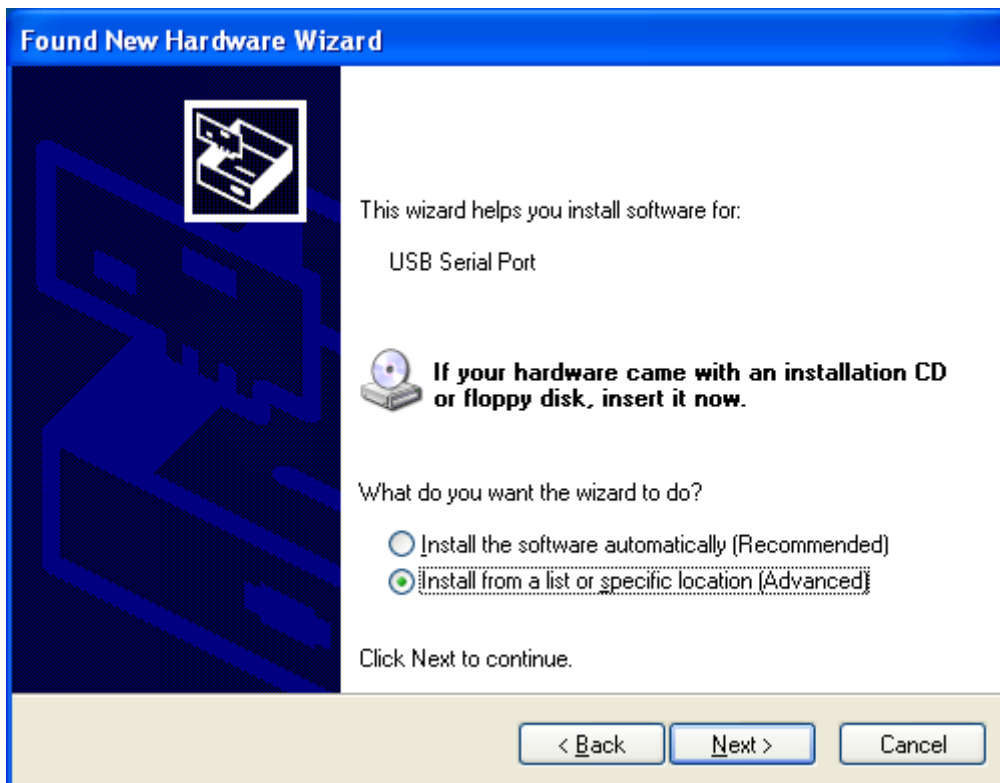 Found New Hardware Wizard
This wizard helps you install software for:
USB Serial Port
If your hardware came with an installation CD
or floppy disk, insert it now.
What do you want the wizard to do?
Install the software automatically (Recommended)
Install from a list or specific location (Advanced)
Click Next to continue.
< Back
Next >
Cancel